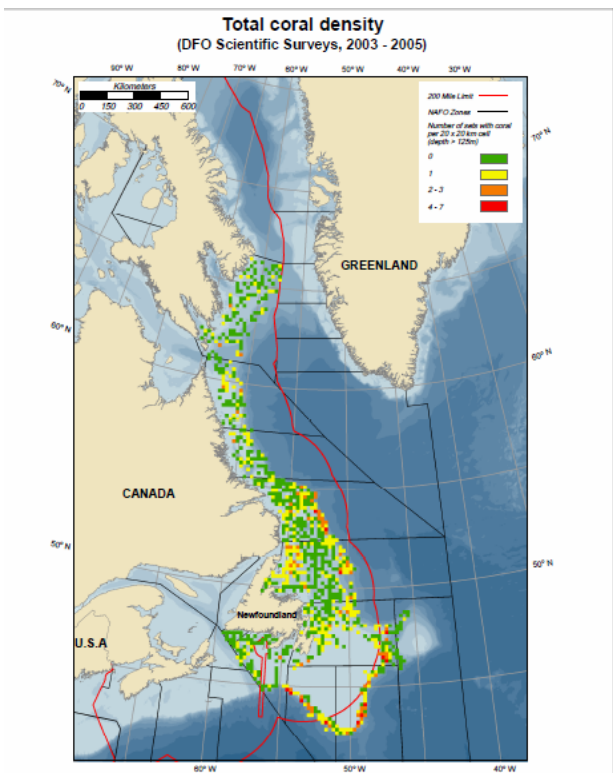 Total coral density
(DFO Scientific Surveys, 2003 - 2005)
90° W 80° W 70° W 60° W 50° W 40° W 30° W
70° N
Kilometers
0 150 300 450 600
200 Mile Limit
NAFO Zones
Number of sets with coral
per 20 x 20 km cell
(depth > 125m)
0
1
2 - 3
4 - 7
70° N
GREENLAND
60° N
60° N
CANADA
50° N
50° N
Newfoundland
U.S.A
60° W 50° W 40° W